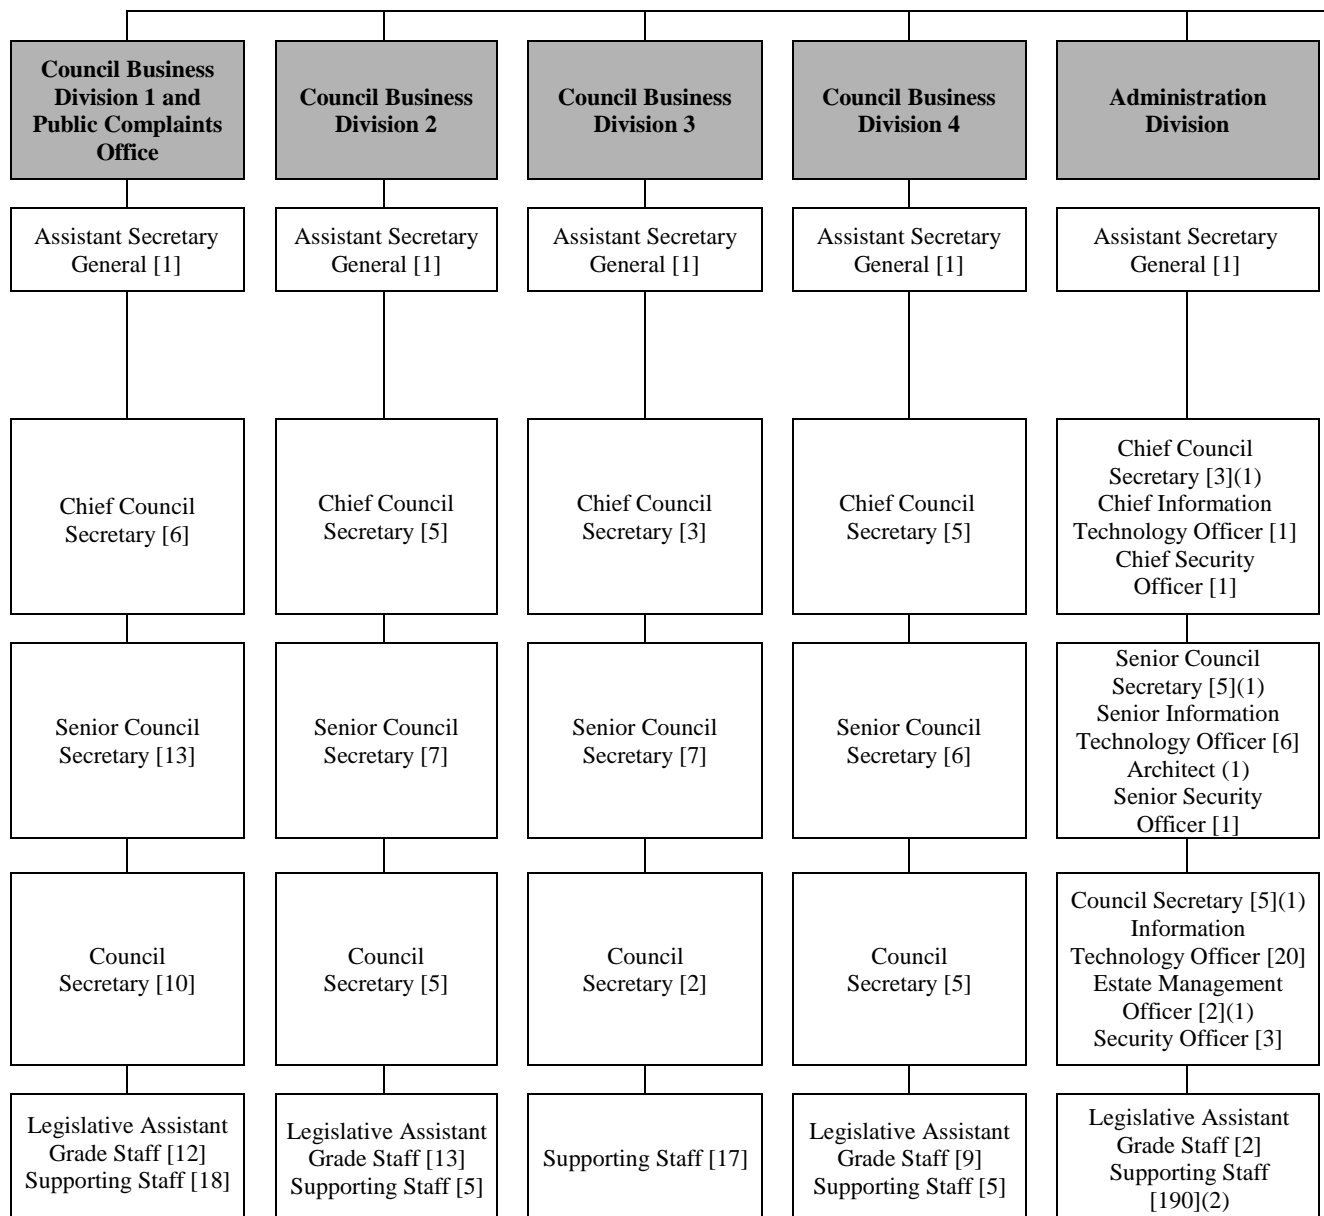 Council Business
Division 1 and
Public Complaints
Office
Council Business
Division 2
Council Business
Division 3
Council Business
Division 4
Administration
Division
Assistant Secretary
General [1]
Assistant Secretary
General [1]
Assistant Secretary
General [1]
Assistant Secretary
General [1]
Assistant Secretary
General [1]
Chief Council
Secretary [6]
Chief Council
Secretary [5]
Chief Council
Secretary [3]
Chief Council
Secretary [5]
Chief Council
Secretary [3](1)
Chief Information
Technology Officer [1]
Chief Security
Officer [1]
Senior Council
Secretary [13]
Senior Council
Secretary [7]
Senior Council
Secretary [7]
Senior Council
Secretary [6]
Senior Council
Secretary [5](1)
Senior Information
Technology Officer [6]
Architect (1)
Senior Security
Officer [1]
Council
Secretary [10]
Council
Secretary [5]
Council
Secretary [2]
Council
Secretary [5]
Council Secretary [5](1)
Information
Technology Officer [20]
Estate Management
Officer [2](1)
Security Officer [3]
Legislative Assistant
Grade Staff [12]
Supporting Staff [18]
Legislative Assistant
Grade Staff [13]
Supporting Staff [5]
Supporting Staff [17]
Legislative Assistant
Grade Staff [9]
Supporting Staff [5]
Legislative Assistant
Grade Staff [2]
Supporting Staff
[190](2)